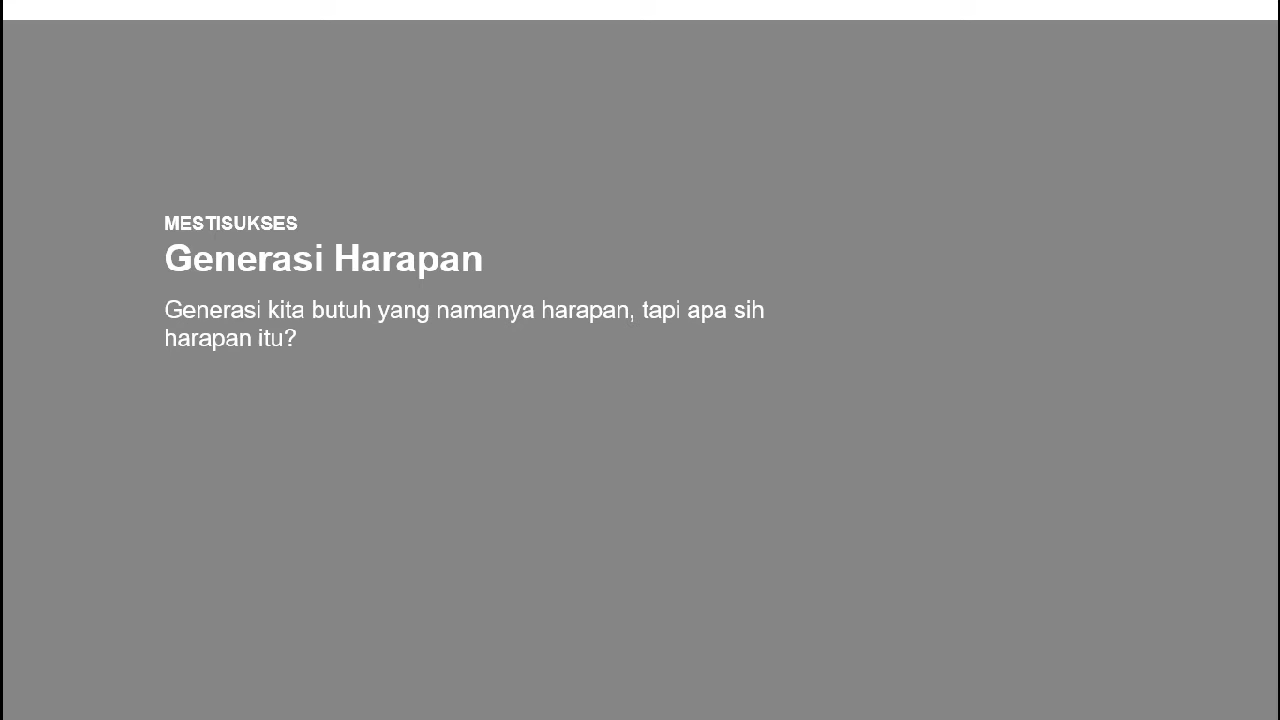 MESTISUKSES
Generasi Harapan
Generasi kita butuh yang namanya harapan, tapi apa sih
harapan itu?